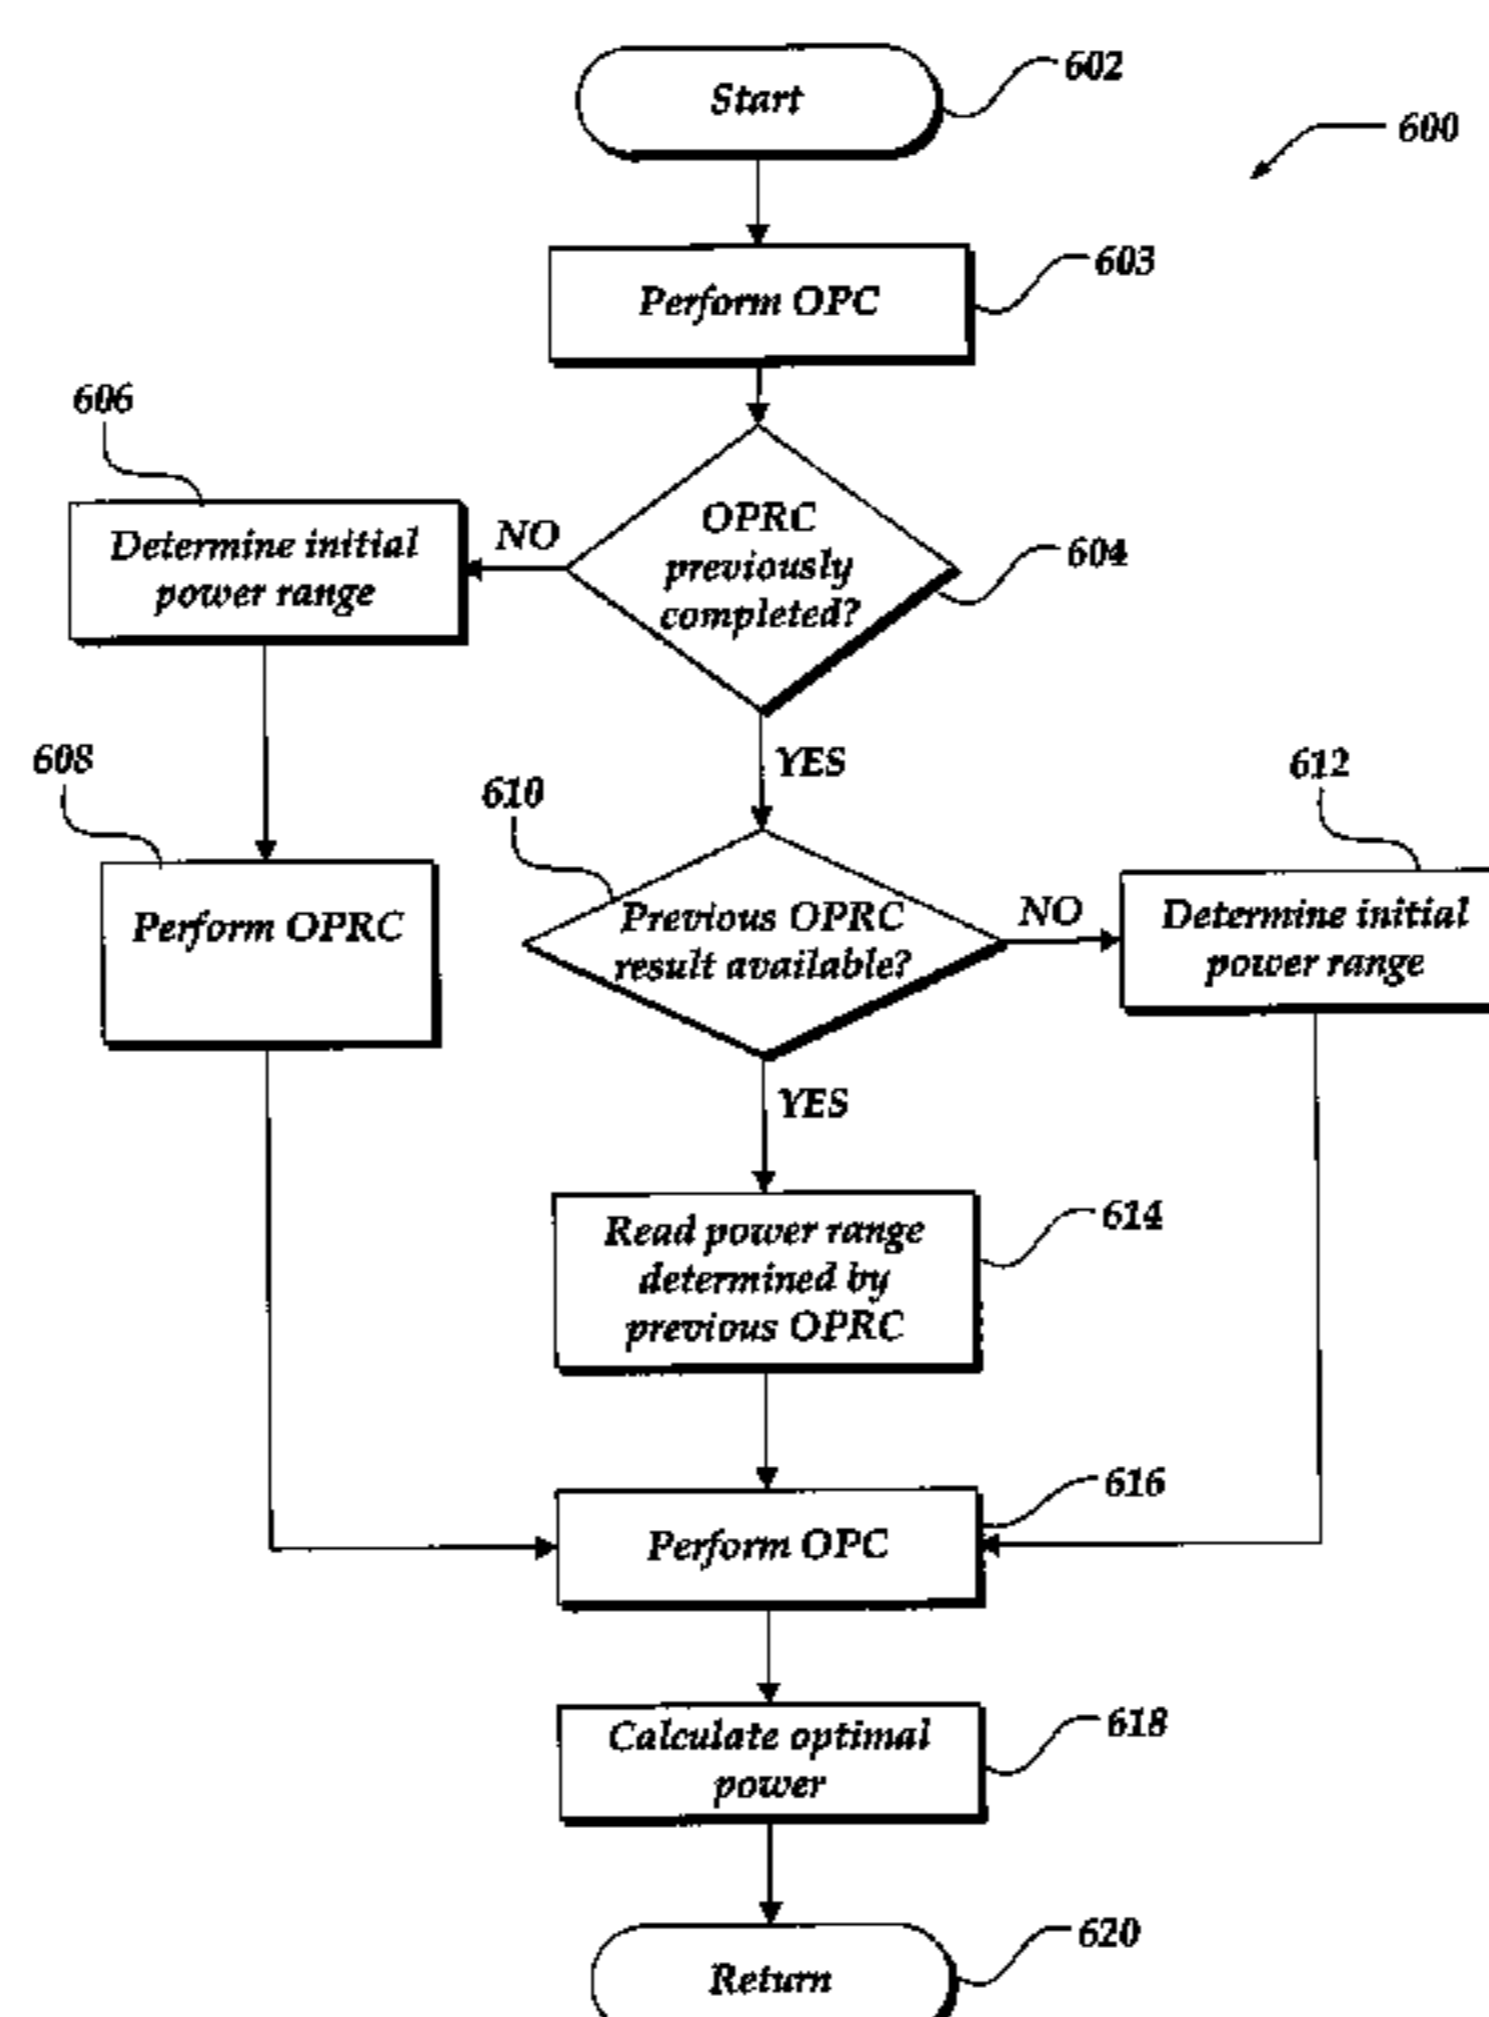 Start
602
600
Perform OPC
603
606
Determine initial
power range
NO
OPRC
previously
completed?
604
YES
608
Perform OPRC
610
Previous OPRC
result available?
NO
612
Determine initial
power range
YES
Read power range
determined by
previous OPRC
614
Perform OPC
616
Calculate optimal
power
618
Return
620